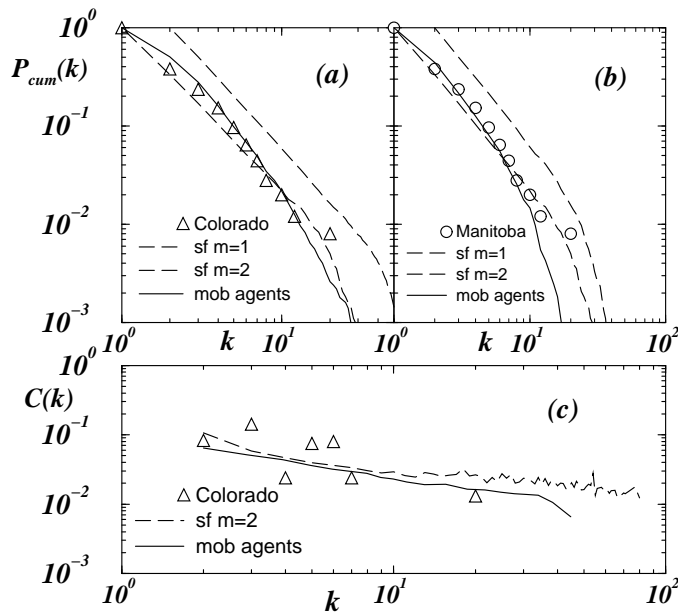 10^0
P_cum(k)
10^-1
10^-2
10^-3
(a)
△ Colorado
sf m=1
sf m=2
mob agents
10^0
k
10^1
(b)
○ Manitoba
sf m=1
sf m=2
mob agents
10^0
k
10^1
10^2
10^0
C(k)
10^-1
10^-2
10^-3
(c)
△ Colorado
sf m=2
mob agents
10^0
k
10^1
10^2